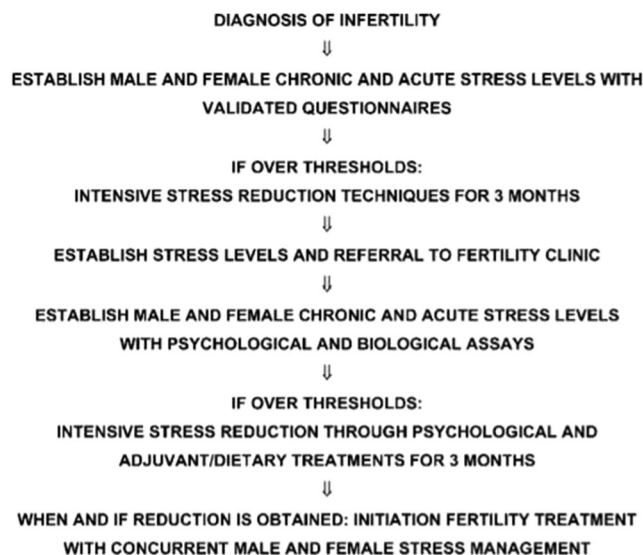 DIAGNOSIS OF INFERTILITY
⇓
ESTABLISH MALE AND FEMALE CHRONIC AND ACUTE STRESS LEVELS WITH
VALIDATED QUESTIONNAIRES
⇓
IF OVER THRESHOLDS:
INTENSIVE STRESS REDUCTION TECHNIQUES FOR 3 MONTHS
⇓
ESTABLISH STRESS LEVELS AND REFERRAL TO FERTILITY CLINIC
⇓
ESTABLISH MALE AND FEMALE CHRONIC AND ACUTE STRESS LEVELS
WITH PSYCHOLOGICAL AND BIOLOGICAL ASSAYS
⇓
IF OVER THRESHOLDS:
INTENSIVE STRESS REDUCTION THROUGH PSYCHOLOGICAL AND
ADJUVANT/DIETARY TREATMENTS FOR 3 MONTHS
⇓
WHEN AND IF REDUCTION IS OBTAINED: INITIATION FERTILITY TREATMENT
WITH CONCURRENT MALE AND FEMALE STRESS MANAGEMENT